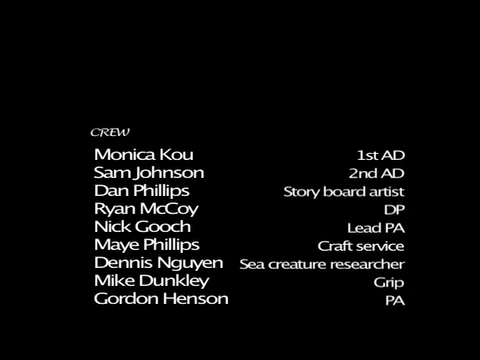 CREW
Monica Kou 1st AD
Sam Johnson 2nd AD
Dan Phillips Story board artist
Ryan McCoy DP
Nick Gooch Lead PA
Maye Phillips Craft service
Dennis Nguyen Sea creature researcher
Mike Dunkley Grip
Gordon Henson PA